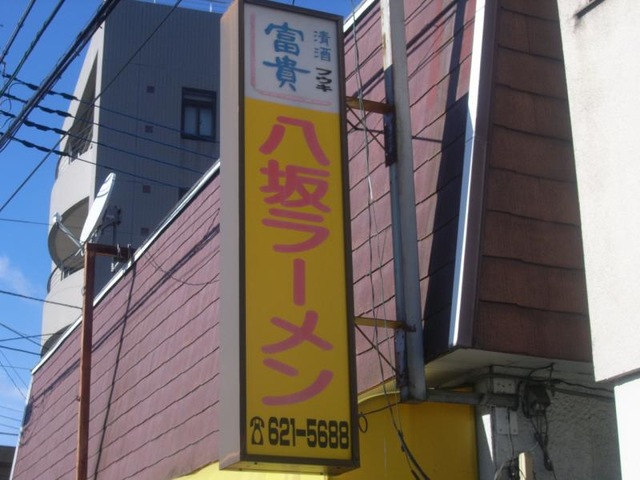 清酒
富貴
フウキ
八坂ラーメン
☎621-5688